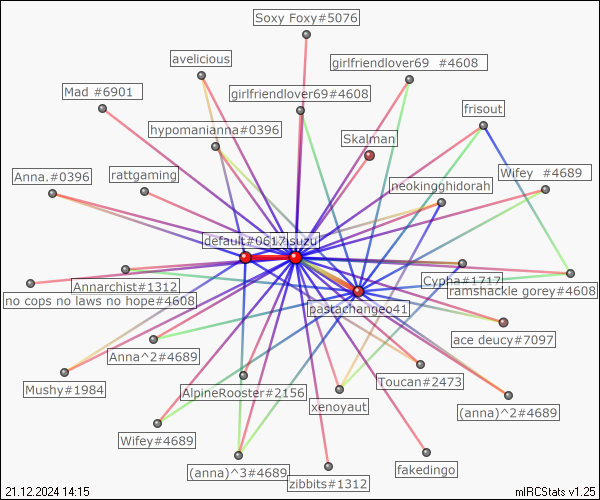 Soxy Foxy#5076
avelicious
girlfriendlover69 #4608
Mad #6901
girlfriendlover69#4608
frisout
hypomanianna#0396
Skalman
Anna.#0396
rattgaming
neokingghidorah
Wifey #4689
default#0617
suzu
Annarchist#1312
Cypha#1717
no cops no laws no hope#4608
ramshackle gorey#4608
pastachangeo41
Anna^2#4689
ace deucy#7097
Mushy#1984
AlpineRooster#2156
Toucan#2473
xenoyaut
(anna)^2#4689
Wifey#4689
(anna)^3#4689
zibbits#1312
fakedingo
21.12.2024 14:15
mIRCStats v1.25